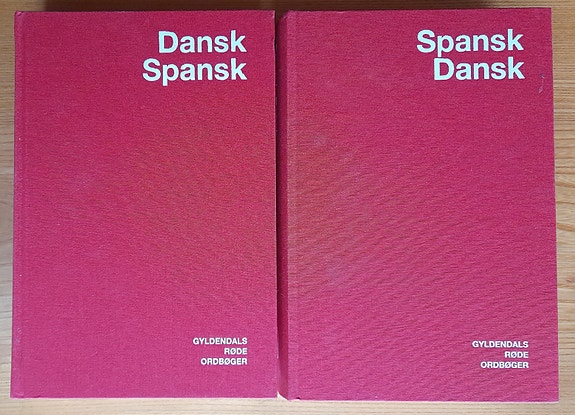 Dansk
Spansk
GYLDENDALS
RØDE
ORDBØGER
Spansk
Dansk
GYLDENDALS
RØDE
ORDBØGER